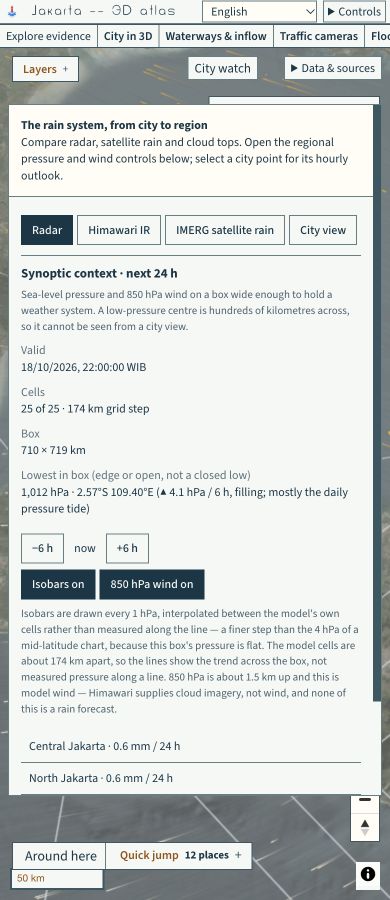 Jakarta -- 3D atlas
English
▶ Controls
Explore evidence
City in 3D
Waterways & inflow
Traffic cameras
Floo
Layers +
City watch
▶ Data & sources
The rain system, from city to region
Compare radar, satellite rain and cloud tops. Open the regional
pressure and wind controls below; select a city point for its hourly
outlook.
Radar
Himawari IR
IMERG satellite rain
City view
Synoptic context · next 24 h
Sea-level pressure and 850 hPa wind on a box wide enough to hold a
weather system. A low-pressure centre is hundreds of kilometres across,
so it cannot be seen from a city view.
Valid
18/10/2026, 22:00:00 WIB
Cells
25 of 25 · 174 km grid step
Box
710 × 719 km
Lowest in box (edge or open, not a closed low)
1,012 hPa · 2.57°S 109.40°E (▲ 4.1 hPa / 6 h, filling; mostly the daily
pressure tide)
−6 h
now
+6 h
Isobars on
850 hPa wind on
Isobars are drawn every 1 hPa, interpolated between the model's own
cells rather than measured along the line — a finer step than the 4 hPa of a
mid-latitude chart, because this box's pressure is flat. The model cells are
about 174 km apart, so the lines show the trend across the box, not
measured pressure along a line. 850 hPa is about 1.5 km up and this is
model wind — Himawari supplies cloud imagery, not wind, and none of
this is a rain forecast.
Central Jakarta · 0.6 mm / 24 h
North Jakarta · 0.6 mm / 24 h
Around here
Quick jump 12 places +
50 km